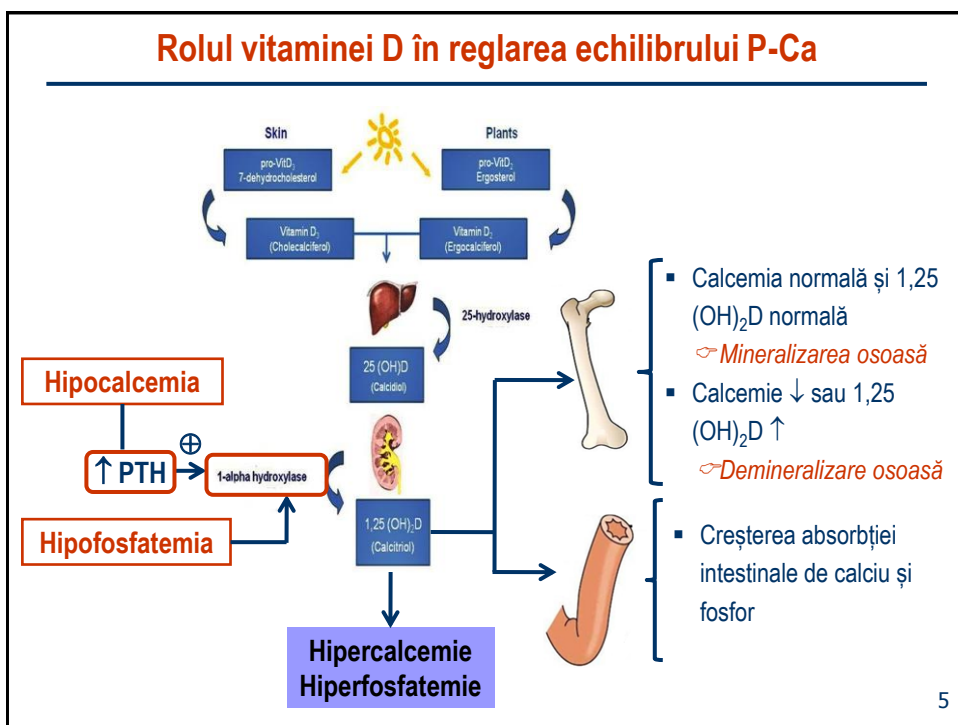 Rolul vitaminei D în reglarea echilibrului P-Ca
Skin
Plants
pro-VitD₃
7-dehydrocholesterol
pro-VitD₂
Ergosterol
Vitamin D₃
(Cholecalciferol)
Vitamin D₂
(Ergocalciferol)
25-hydroxylase
25 (OH)D
(Calcidiol)
Hipocalcemia
⊕
↑ PTH
1-alpha hydroxylase
Hipofosfatemia
1,25 (OH)₂D
(Calcitriol)
Hipercalcemie
Hiperfosfatemie
▪ Calcemia normală și 1,25
(OH)₂D normală
☞Mineralizarea osoasă
▪ Calcemie ↓ sau 1,25
(OH)₂D ↑
☞Demineralizare osoasă
▪ Creșterea absorbției
intestinale de calciu și
fosfor
5